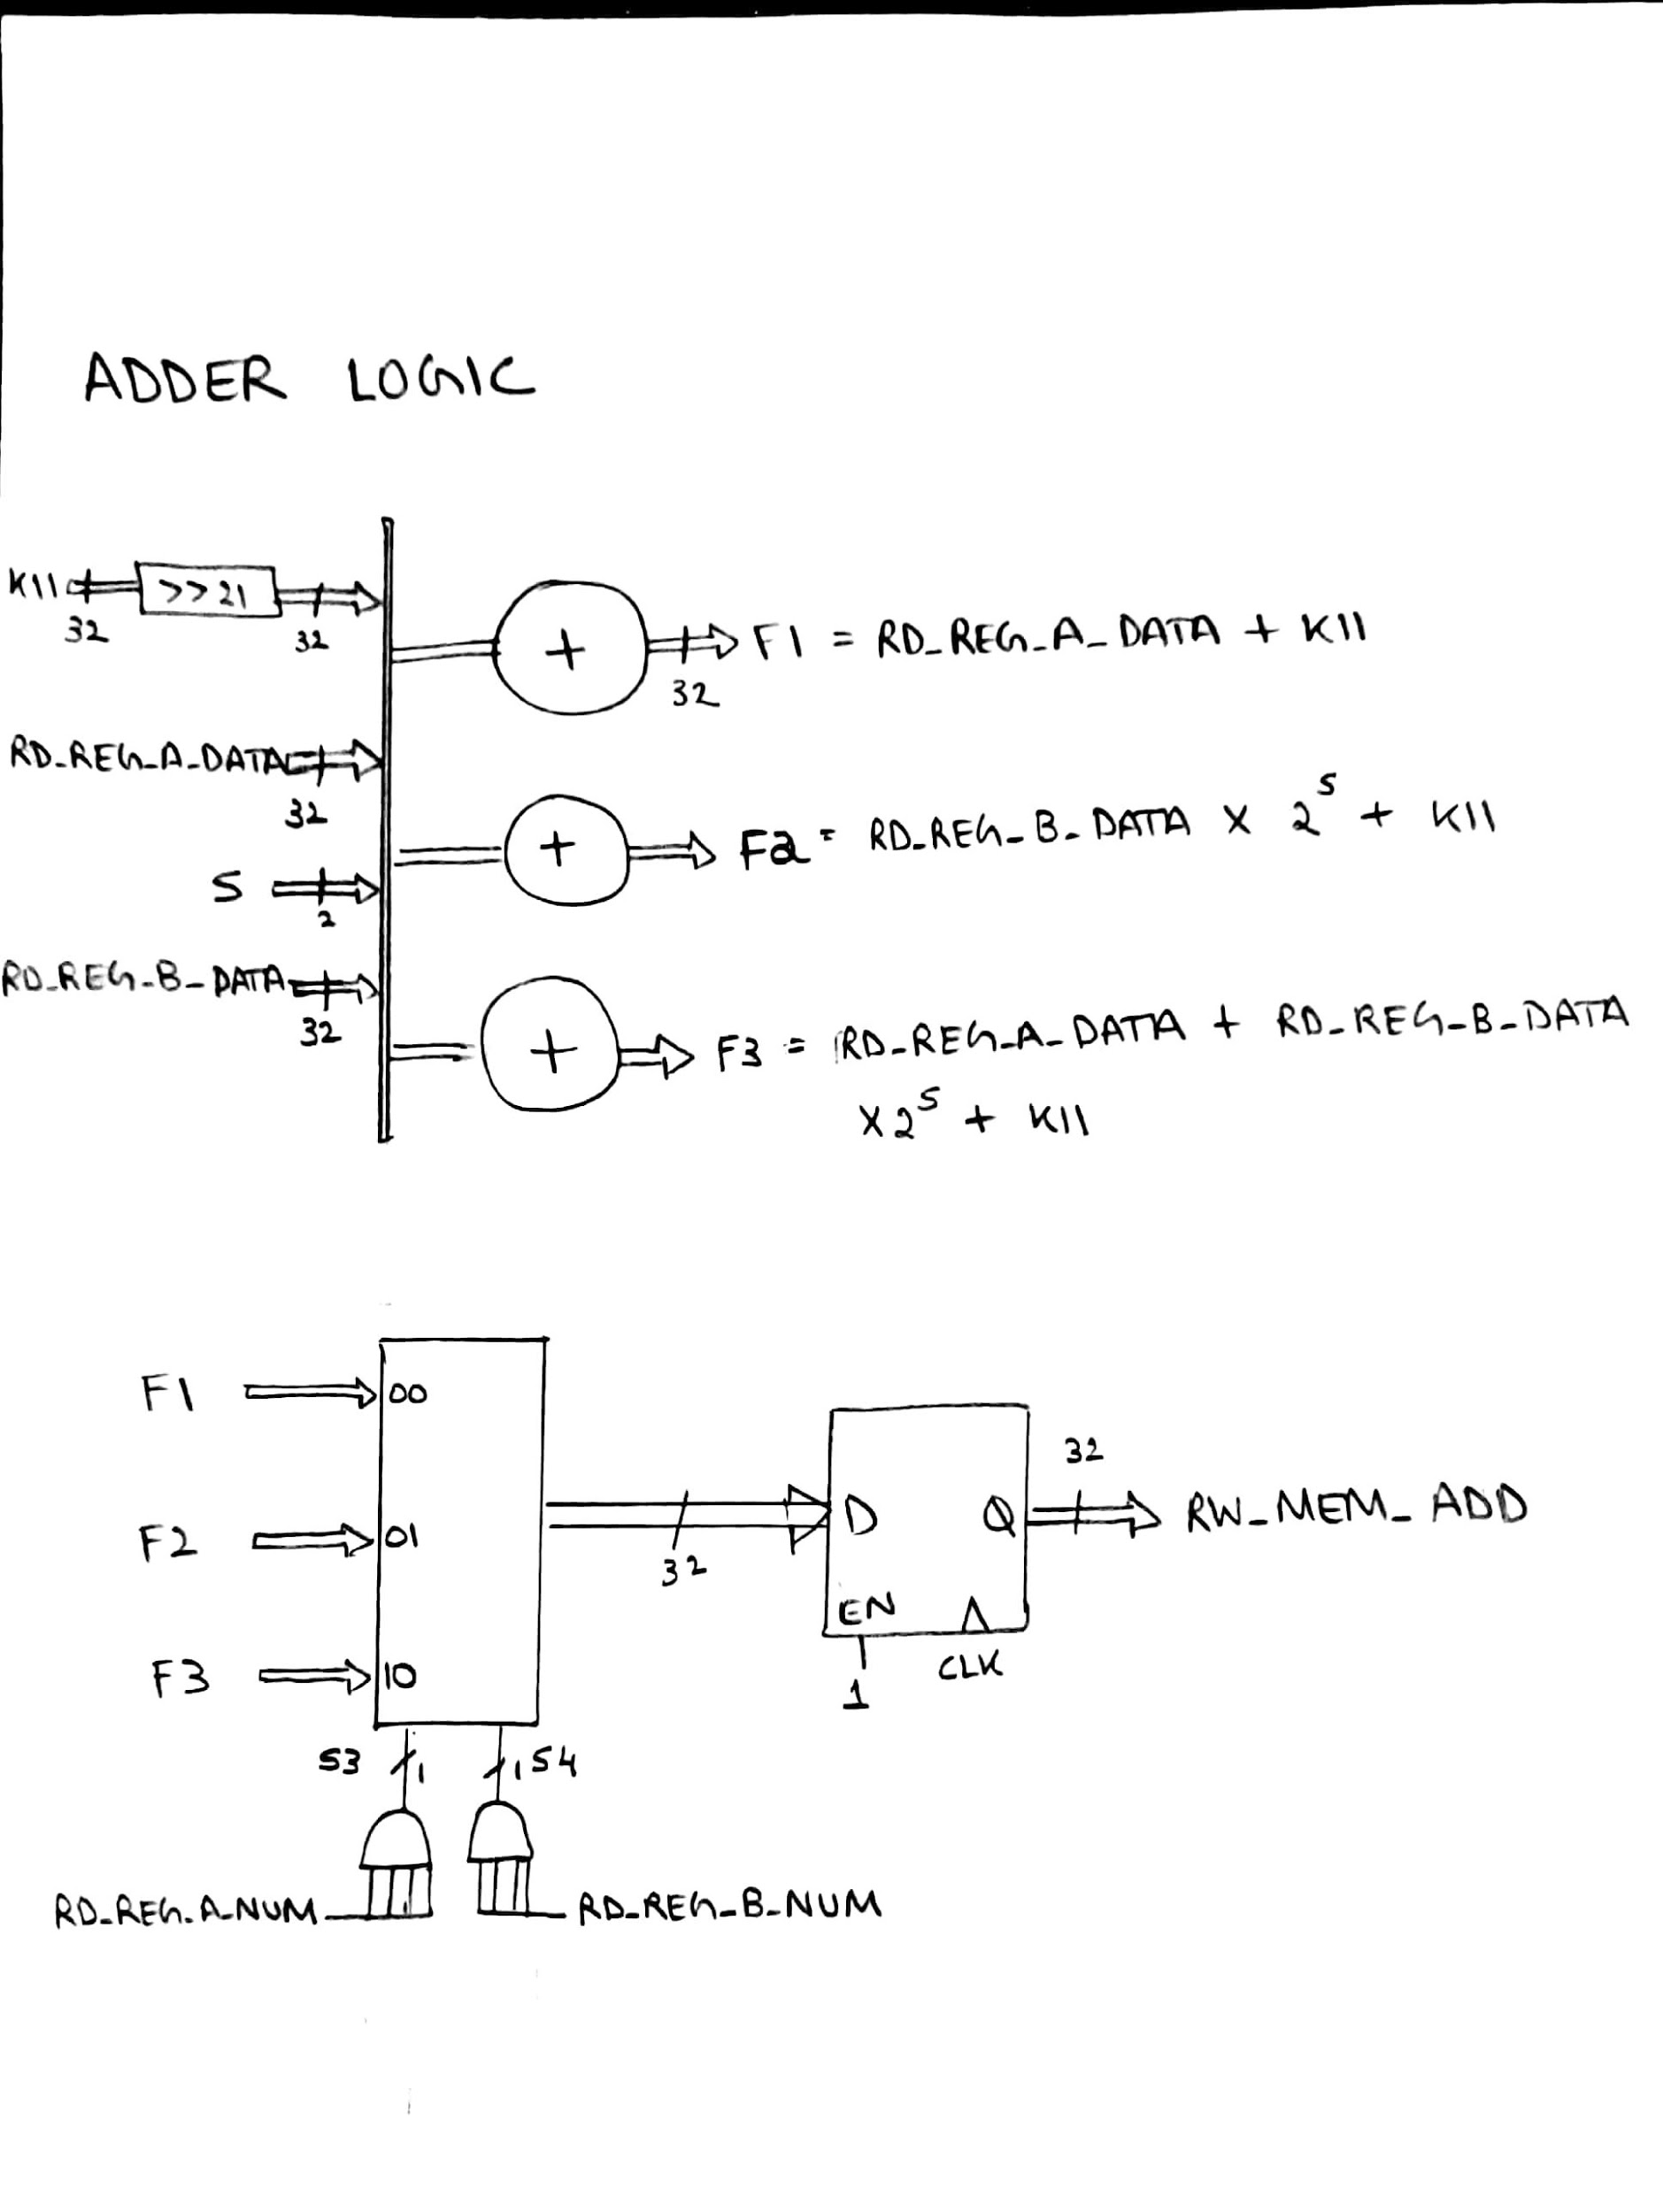 ADDER LOGIC
K11
32
>>21
32
+
32
F1 = RD_REG_A_DATA + K11
RD_REG_A_DATA
32
+
F2 = RD_REG_B_DATA X 2^S + K11
S
2
RD_REG_B_DATA
32
+
F3 = RD_REG_A_DATA + RD_REG_B_DATA
X 2^S + K11
F1
00
F2
01
F3
10
32
D
Q
EN
CLK
1
32
RW_MEM_ADD
S3
1
1
S4
RD_REG_A_NUM
RD_REG_B_NUM